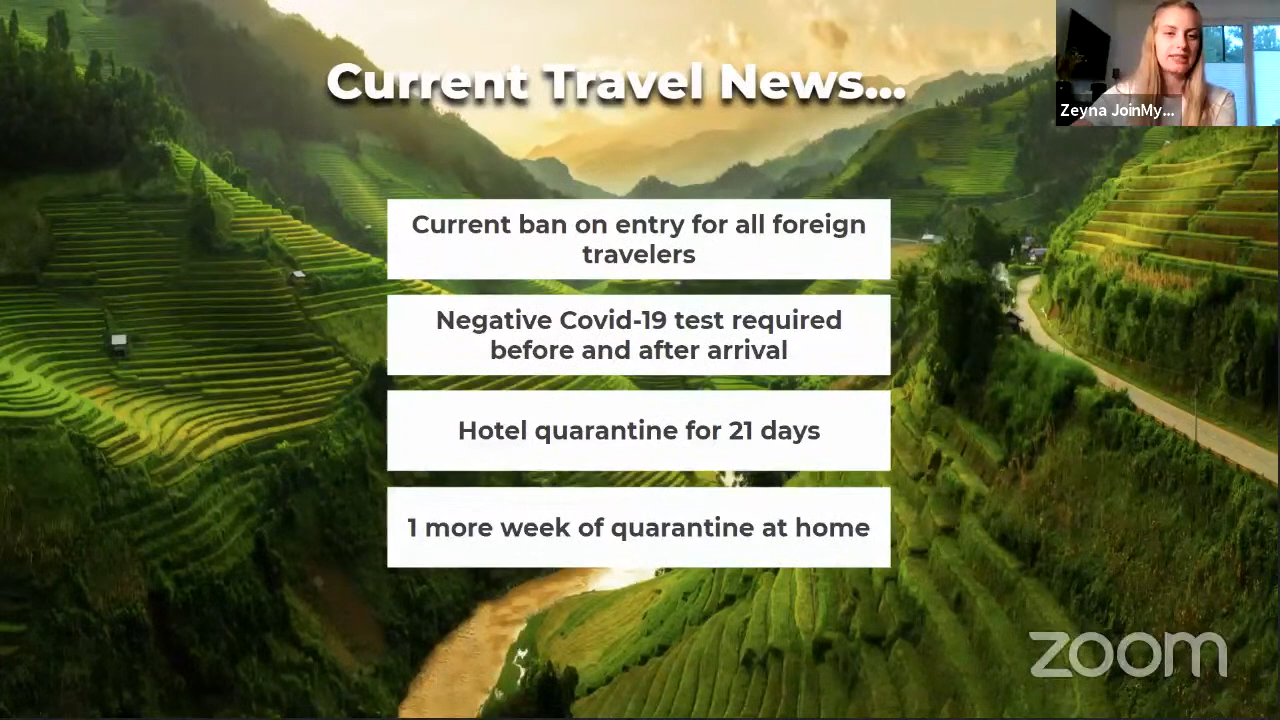 Current Travel News...
Zeyna JoinMy...
Current ban on entry for all foreign
travelers
Negative Covid-19 test required
before and after arrival
Hotel quarantine for 21 days
1 more week of quarantine at home
zoom